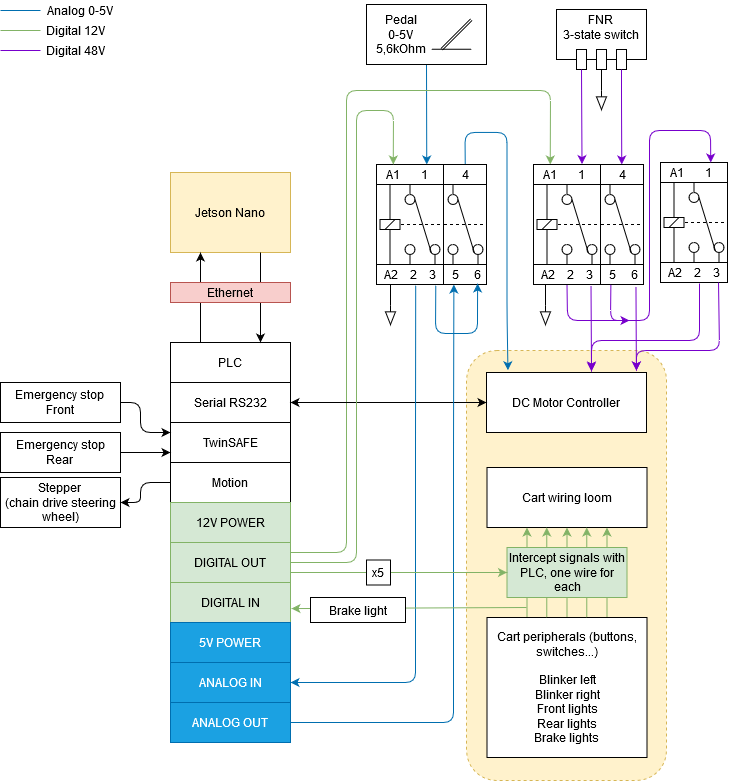 Analog 0-5V
Digital 12V
Digital 48V
Pedal
0-5V
5,6kOhm
FNR
3-state switch
A1 1 4
A2 2 3 5 6
A1 1 4
A2 2 3 5 6
A1 1
A2 2 3
Jetson Nano
Ethernet
PLC
Serial RS232
TwinSAFE
Motion
12V POWER
DIGITAL OUT
DIGITAL IN
5V POWER
ANALOG IN
ANALOG OUT
Emergency stop
Front
Emergency stop
Rear
Stepper
(chain drive steering
wheel)
x5
Brake light
DC Motor Controller
Cart wiring loom
Intercept signals with
PLC, one wire for
each
Cart peripherals (buttons,
switches...)
Blinker left
Blinker right
Front lights
Rear lights
Brake lights